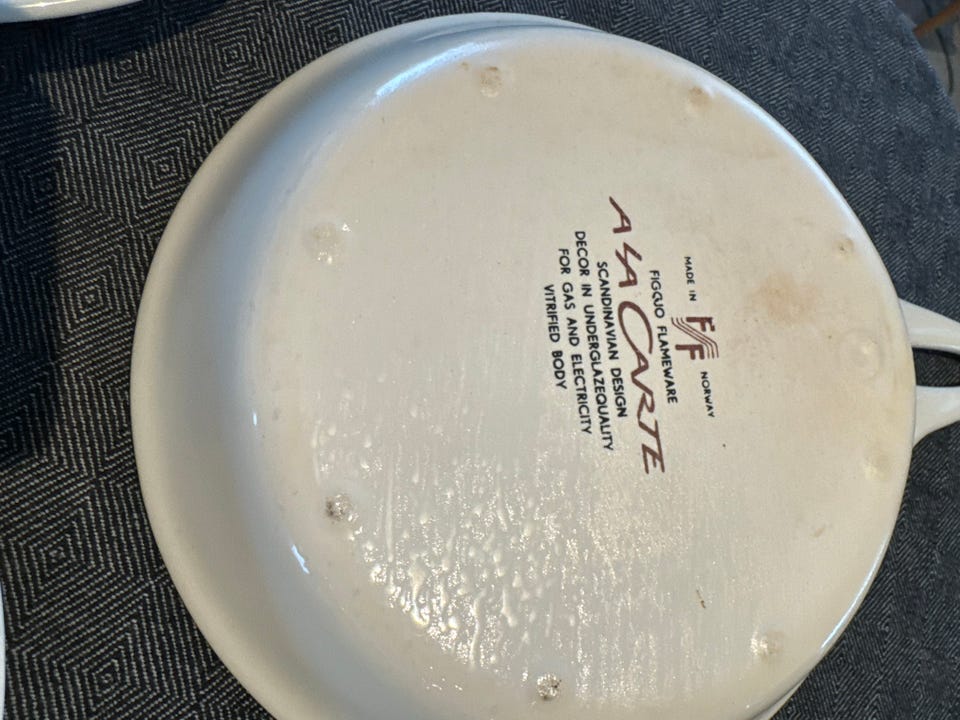 MADE IN FF NORWAY
FIGGJO FLAMEWARE
A LA CARTE
SCANDINAVIAN DESIGN
DECOR IN UNDERGLAZEQUALITY
FOR GAS AND ELECTRICITY
VITRIFIED BODY